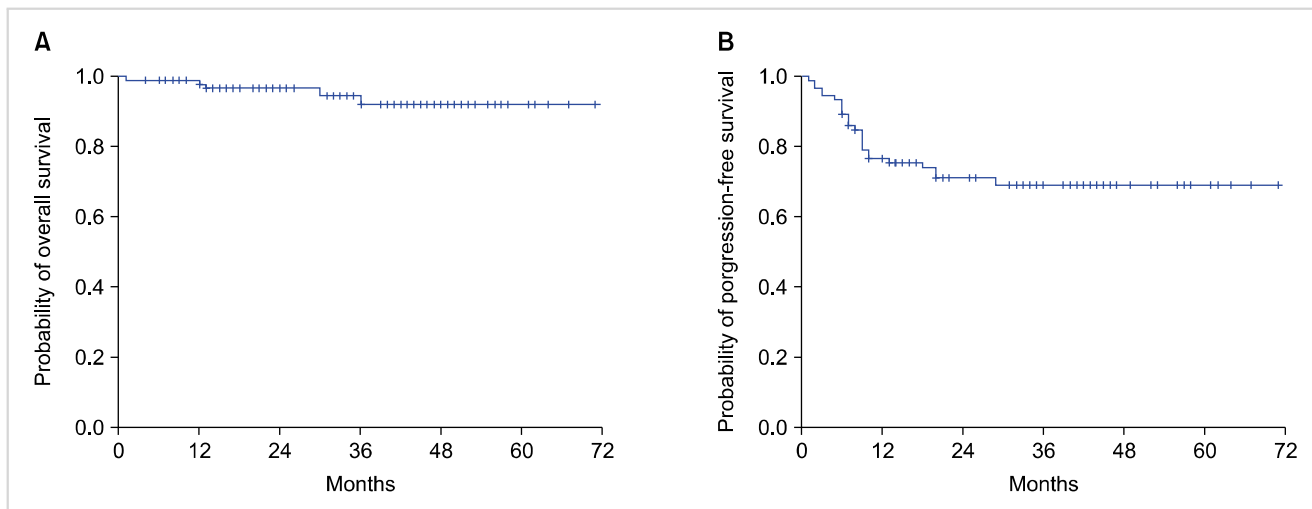 A
Probability of overall survival
1.0
0.8
0.6
0.4
0.2
0.0
0 12 24 36 48 60 72
Months
B
Probability of porgression-free survival
1.0
0.8
0.6
0.4
0.2
0.0
0 12 24 36 48 60 72
Months